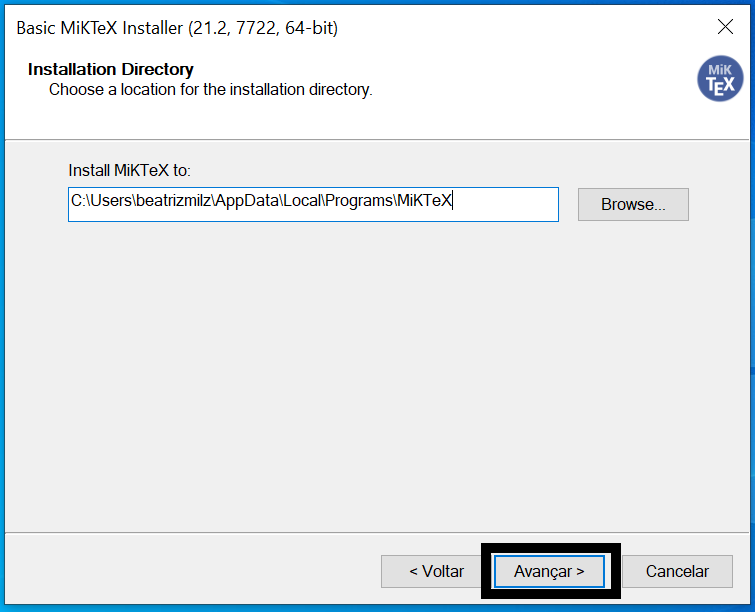 Basic MiKTeX Installer (21.2, 7722, 64-bit)
Installation Directory
Choose a location for the installation directory.
MiK
TEX
Install MiKTeX to:
C:\Users\beatrizmilz\AppData\Local\Programs\MiKTeX
Browse...
< Voltar
Avançar >
Cancelar